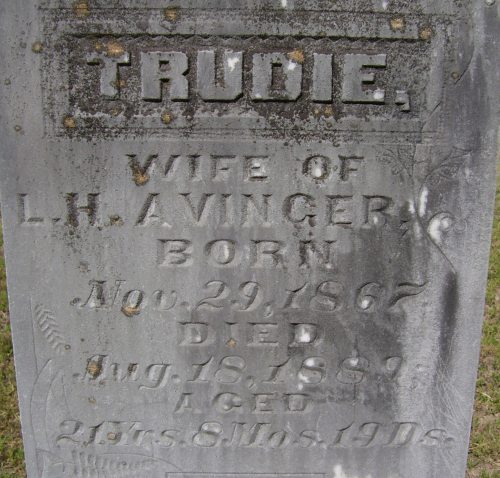 TRUDIE,
WIFE OF
L.H. AVINGER,
BORN
Nov. 29, 1867
DIED
Aug. 18, 1889,
AGED
21 Yrs. 8 Mos. 19 Ds.